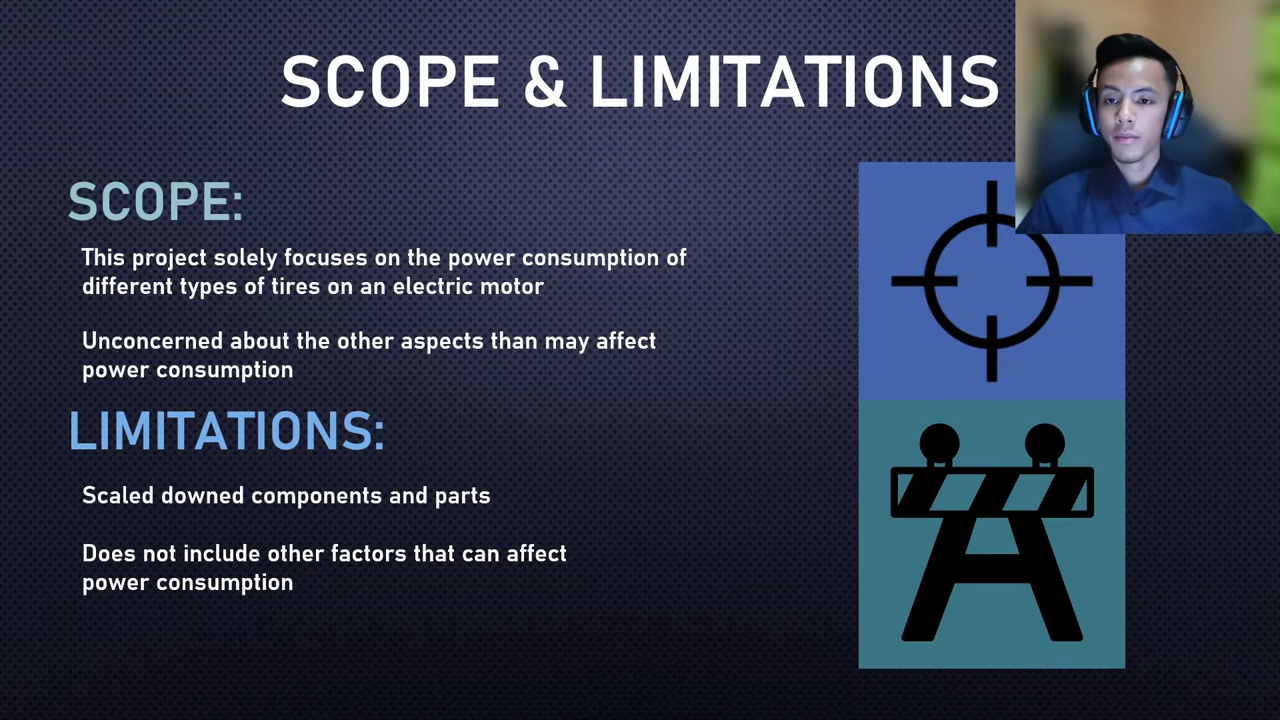 SCOPE & LIMITATIONS
SCOPE:
This project solely focuses on the power consumption of
different types of tires on an electric motor
Unconcerned about the other aspects than may affect
power consumption
LIMITATIONS:
Scaled downed components and parts
Does not include other factors that can affect
power consumption